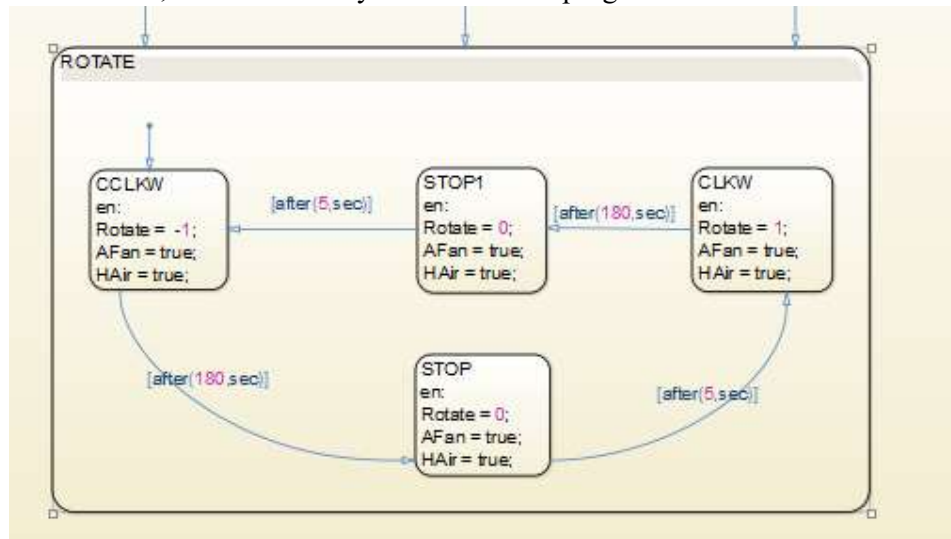 ROTATE
CCLKW
en:
Rotate = -1;
AFan = true;
HAir = true;
[after(5,sec)]
STOP1
en:
Rotate = 0;
AFan = true;
HAir = true;
[after(180,sec)]
CLKW
en:
Rotate = 1;
AFan = true;
HAir = true;
[after(180,sec)]
STOP
en:
Rotate = 0;
AFan = true;
HAir = true;
[after(5,sec)]